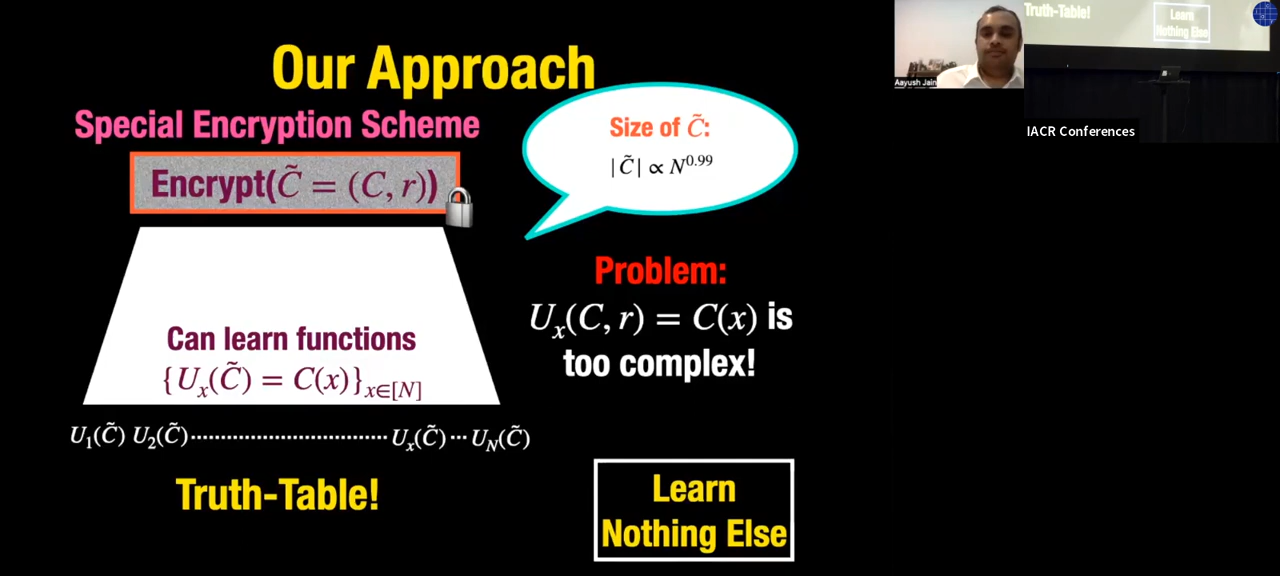 Our Approach
Special Encryption Scheme
Encrypt(C̃ = (C, r))
Size of C̃:
|C̃| ∝ N^0.99
Problem:
U_x(C, r) = C(x) is
too complex!
Can learn functions
{U_x(C̃) = C(x)}_x∈[N]
U_1(C̃) U_2(C̃)·······························U_x(C̃)···U_N(C̃)
Truth-Table!
Learn
Nothing Else
Aayush Jain
Truth-Table!
Learn
Nothing Else
IACR Conferences